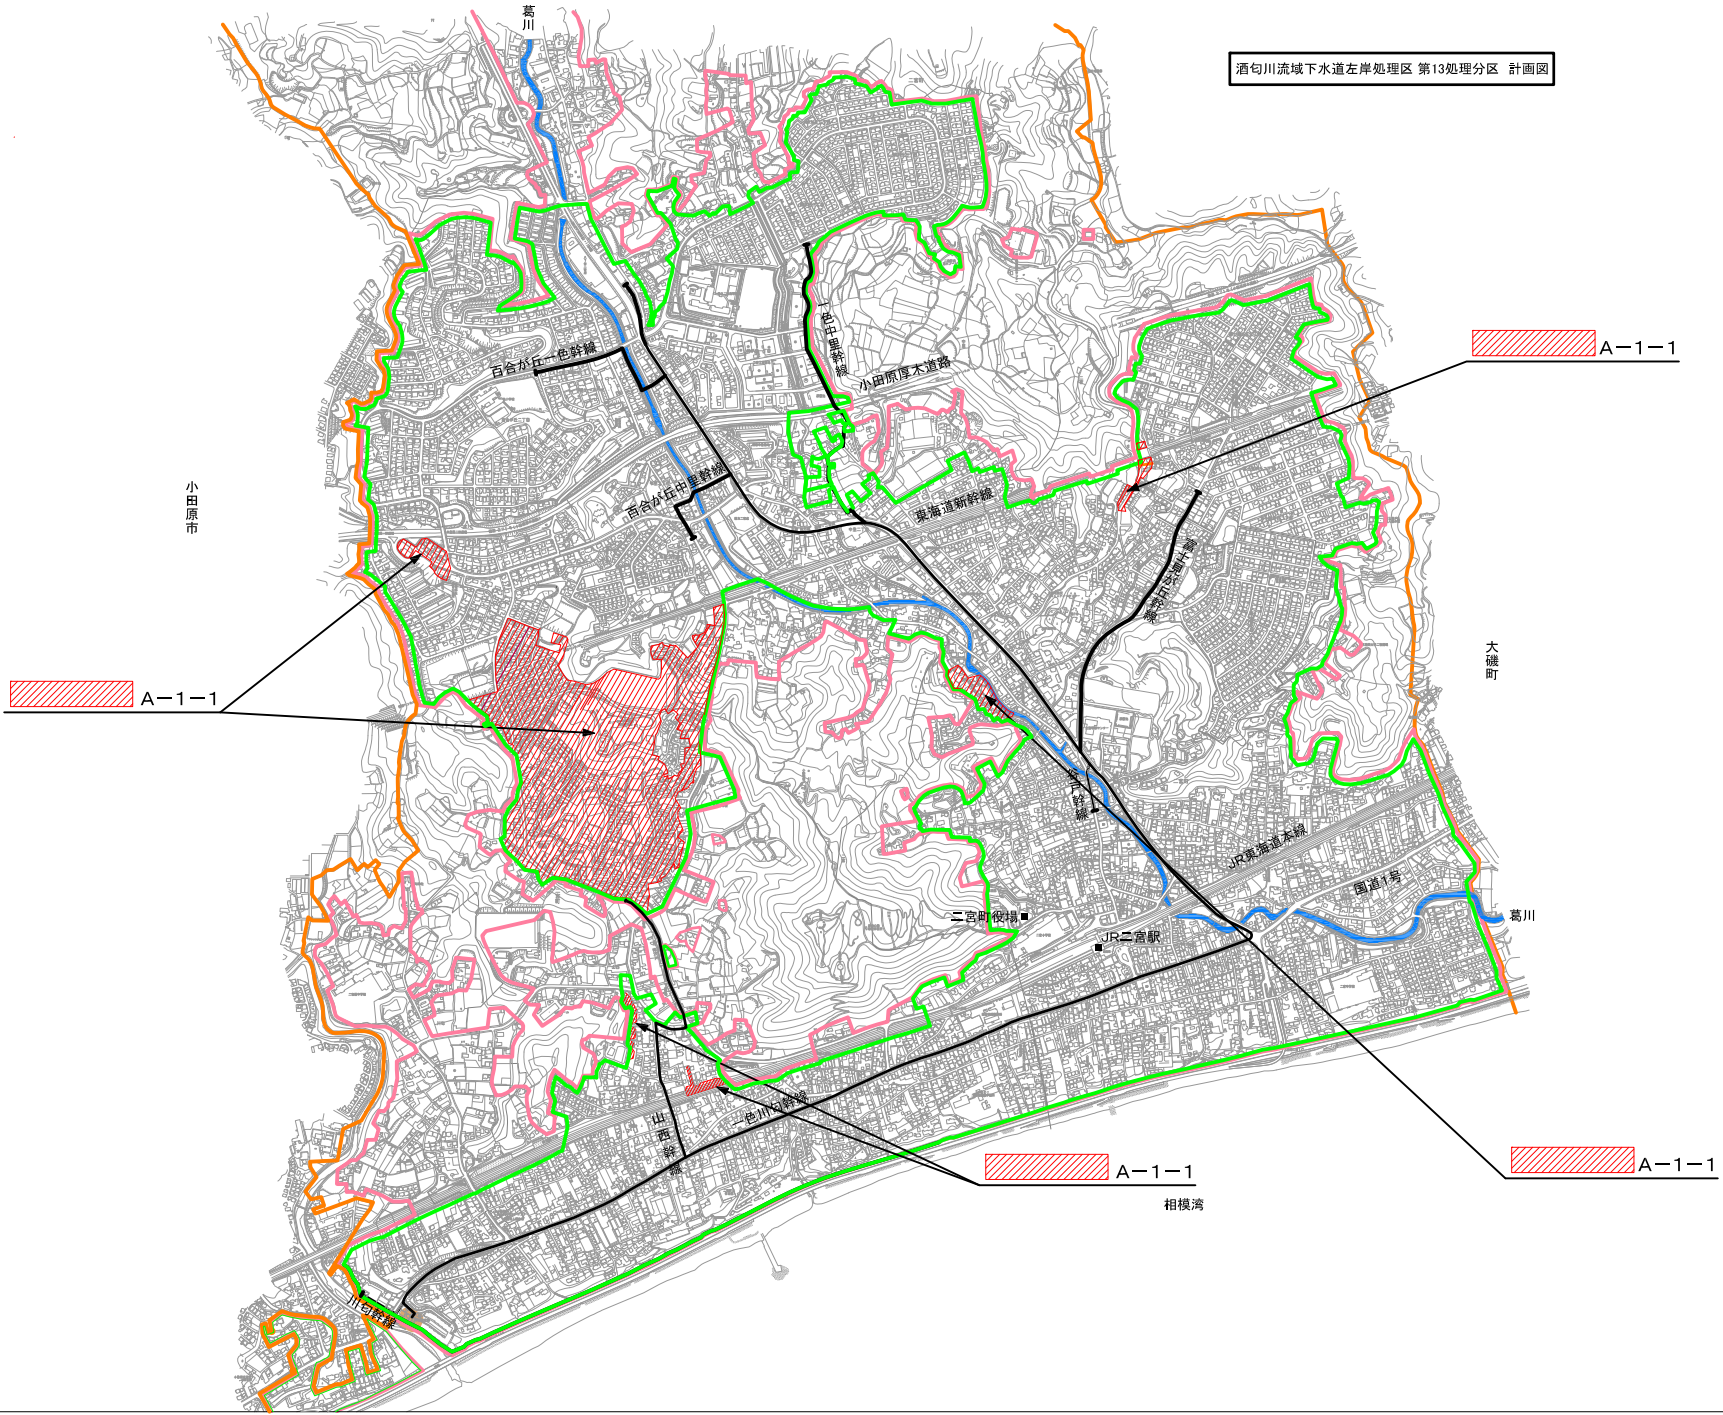 葛川
酒匂川流域下水道左岸処理区 第13処理分区 計画図
一色中里幹線
百合が丘一色幹線
小田原厚木道路
A－1－1
百合が丘中里幹線
小田原市
東海道新幹線
富士見が丘幹線
大磯町
A－1－1
JR東海道本線
国道1号
二宮町役場
葛川
JR二宮駅
一色川匂幹線
山西幹線
A－1－1
A－1－1
相模湾
川匂幹線